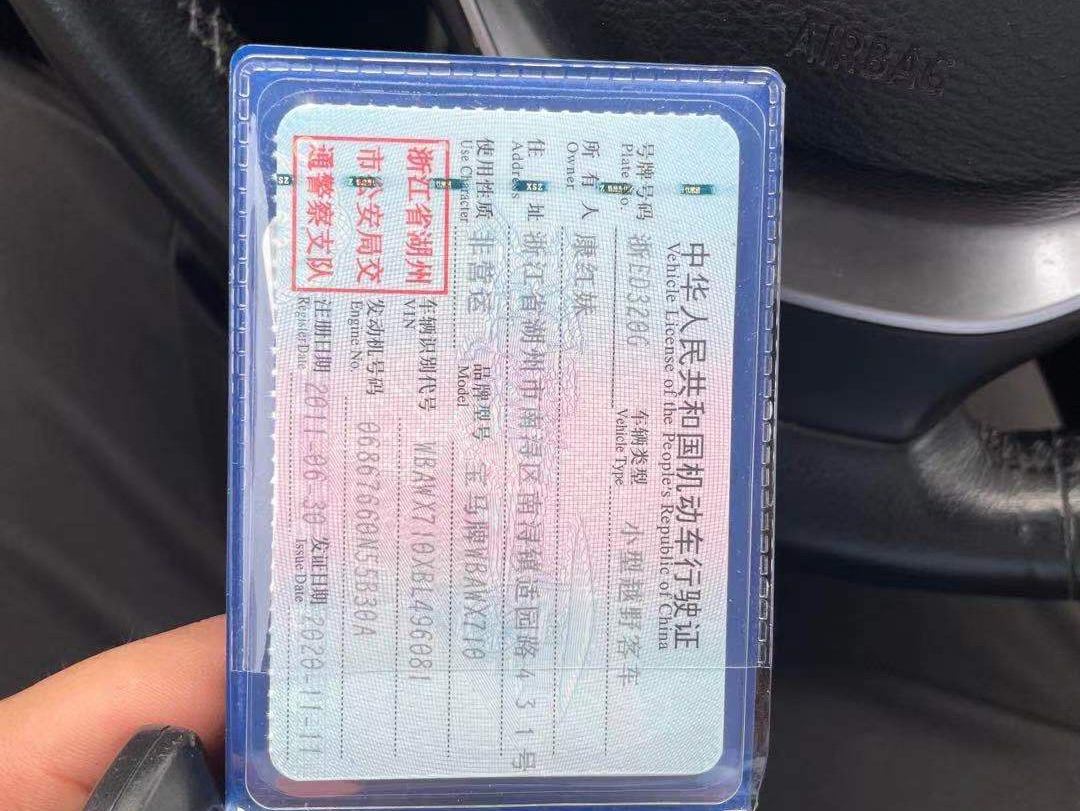 AIRBAG
中华人民共和国机动车行驶证
Vehicle License of the People's Republic of China
号牌号码 浙ED320G 车辆类型 小型越野客车
Plate No. Vehicle Type
所有人 康红妹
Owner
住址 浙江省湖州市南浔区南浔镇适园路431号
Address
使用性质 非营运 品牌型号 宝马牌WBAWX710
Use Character Model
浙江省湖州
市公安局交
通警察支队
车辆识别代号 WBAWX710XBL496081
VIN
发动机号码 06867060N55B30A
Engine No.
注册日期 2011-06-30 发证日期 2020-11-11
Register Date Issue Date